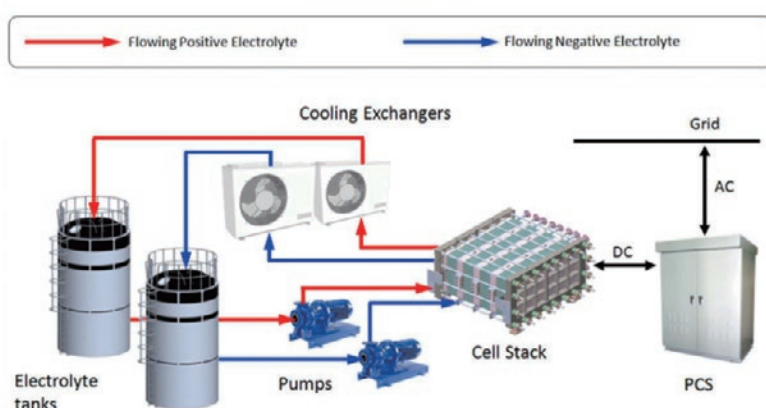 Flowing Positive Electrolyte
Flowing Negative Electrolyte
Cooling Exchangers
Grid
AC
DC
Cell Stack
Electrolyte
tanks
Pumps
PCS